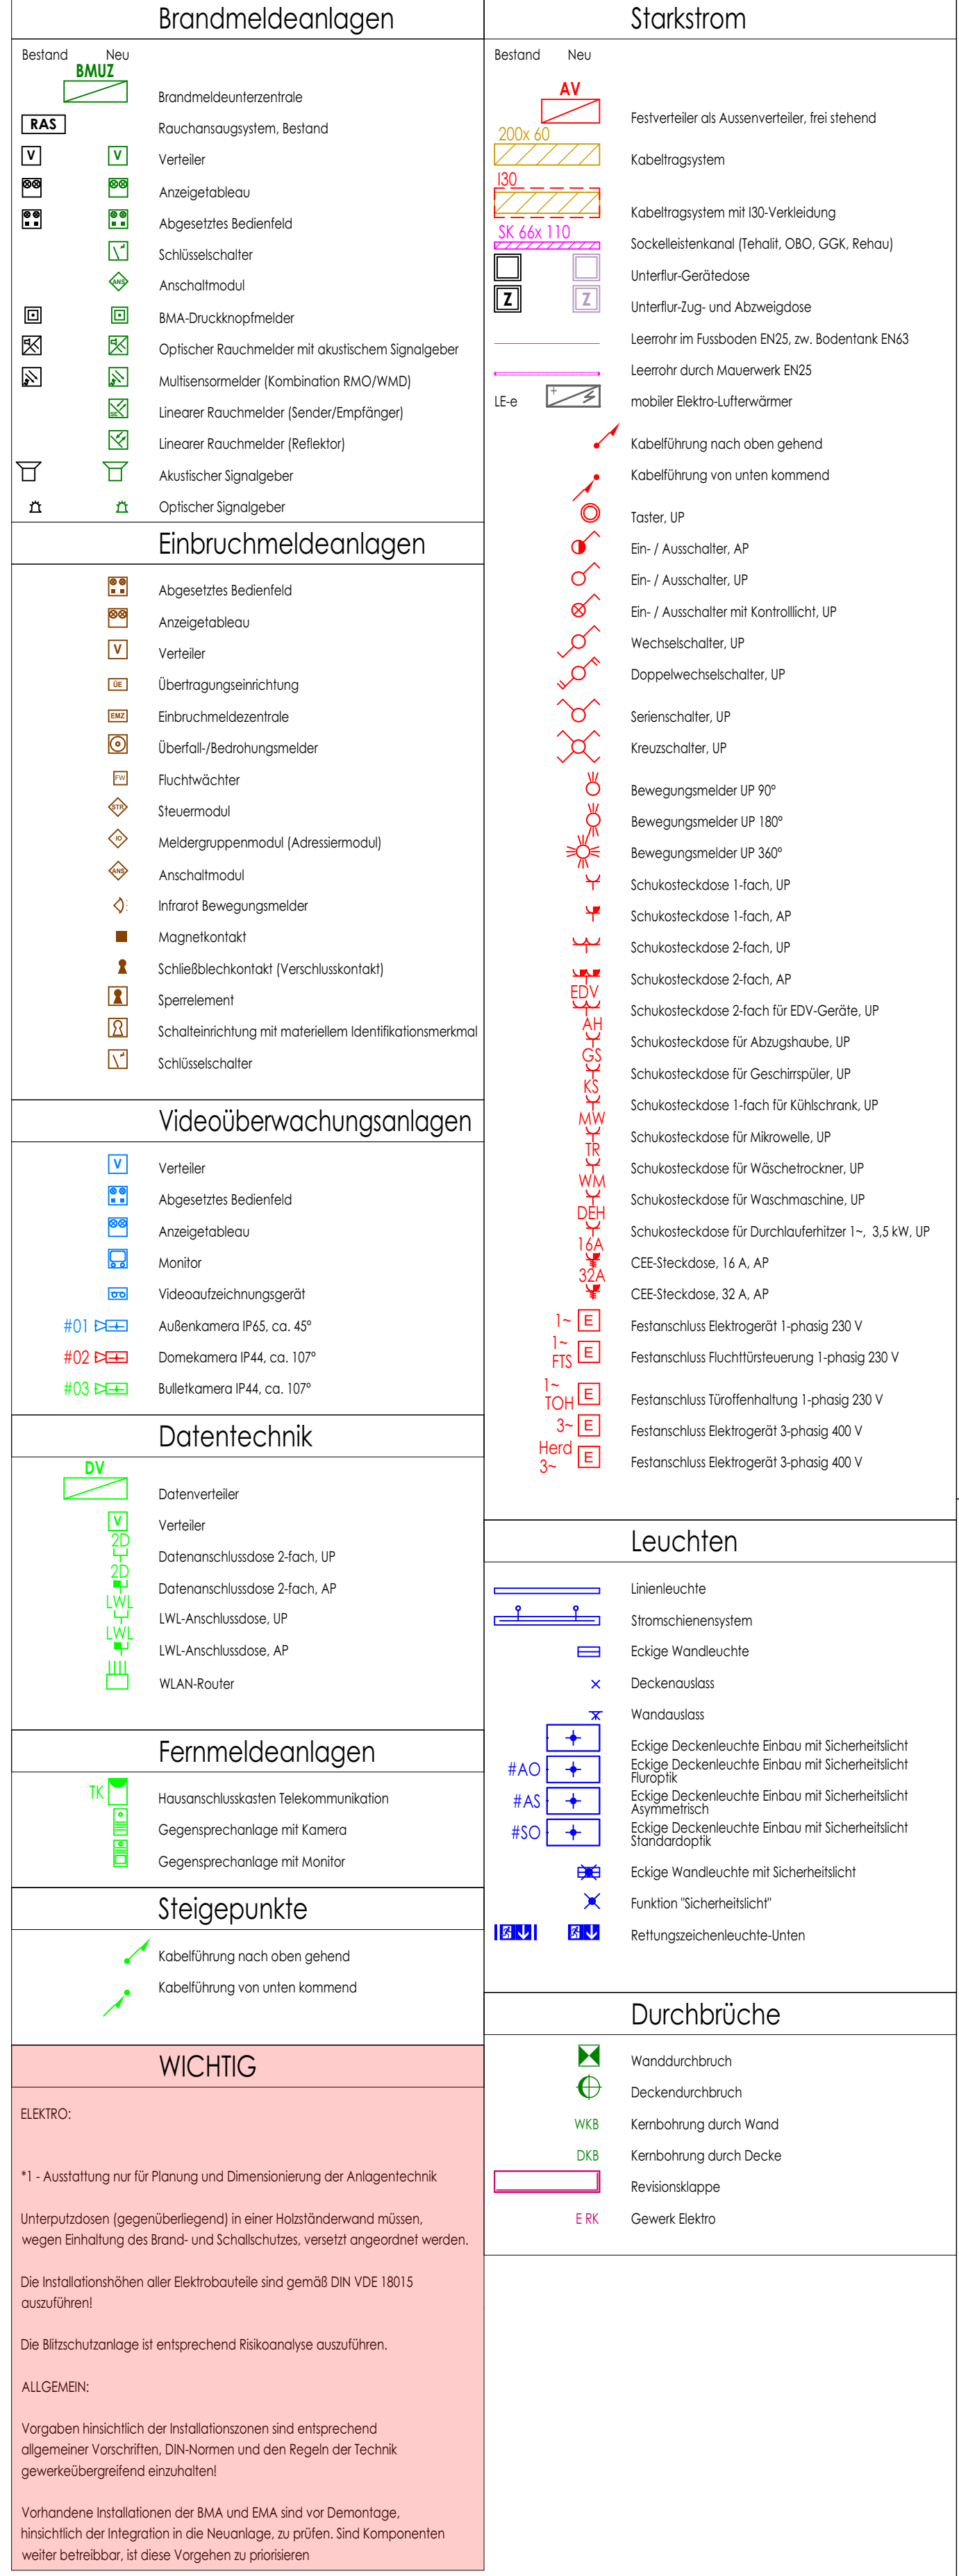 Brandmeldeanlagen
Bestand Neu
BMUZ
Brandmeldeunterzentrale
RAS Rauchansaugsystem, Bestand
V V Verteiler
Anzeigetableau
Abgesetztes Bedienfeld
Schlüsselschalter
ANS Anschaltmodul
BMA-Druckknopfmelder
Optischer Rauchmelder mit akustischem Signalgeber
Multisensormelder (Kombination RMO/WMD)
SE Linearer Rauchmelder (Sender/Empfänger)
Linearer Rauchmelder (Reflektor)
Akustischer Signalgeber
Optischer Signalgeber
Einbruchmeldeanlagen
Abgesetztes Bedienfeld
Anzeigetableau
V Verteiler
ÜE Übertragungseinrichtung
EMZ Einbruchmeldezentrale
Überfall-/Bedrohungsmelder
FW Fluchtwächter
STR Steuermodul
IO Meldergruppenmodul (Adressiermodul)
ANS Anschaltmodul
Infrarot Bewegungsmelder
Magnetkontakt
Schließblechkontakt (Verschlusskontakt)
Sperrelement
Schalteinrichtung mit materiellem Identifikationsmerkmal
Schlüsselschalter
Videoüberwachungsanlagen
V Verteiler
Abgesetztes Bedienfeld
Anzeigetableau
Monitor
Videoaufzeichnungsgerät
#01 Außenkamera IP65, ca. 45°
#02 Domekamera IP44, ca. 107°
#03 Bulletkamera IP44, ca. 107°
Datentechnik
DV
Datenverteiler
V Verteiler
2D
Datenanschlussdose 2-fach, UP
2D
Datenanschlussdose 2-fach, AP
LWL
LWL-Anschlussdose, UP
LWL
LWL-Anschlussdose, AP
WLAN-Router
Fernmeldeanlagen
TK Hausanschlusskasten Telekommunikation
Gegensprechanlage mit Kamera
Gegensprechanlage mit Monitor
Steigepunkte
Kabelführung nach oben gehend
Kabelführung von unten kommend
WICHTIG
ELEKTRO:
*1 - Ausstattung nur für Planung und Dimensionierung der Anlagentechnik
Unterputzdosen (gegenüberliegend) in einer Holzständerwand müssen,
wegen Einhaltung des Brand- und Schallschutzes, versetzt angeordnet werden.
Die Installationshöhen aller Elektrobauteile sind gemäß DIN VDE 18015
auszuführen!
Die Blitzschutzanlage ist entsprechend Risikoanalyse auszuführen.
ALLGEMEIN:
Vorgaben hinsichtlich der Installationszonen sind entsprechend
allgemeiner Vorschriften, DIN-Normen und den Regeln der Technik
gewerkeübergreifend einzuhalten!
Vorhandene Installationen der BMA und EMA sind vor Demontage,
hinsichtlich der Integration in die Neuanlage, zu prüfen. Sind Komponenten
weiter betreibbar, ist diese Vorgehen zu priorisieren
Starkstrom
Bestand Neu
AV
Festverteiler als Aussenverteiler, frei stehend
200x 60
Kabeltragsystem
I30
Kabeltragsystem mit I30-Verkleidung
SK 66x 110
Sockelleistenkanal (Tehalit, OBO, GGK, Rehau)
Unterflur-Gerätedose
Z Z Unterflur-Zug- und Abzweigdose
Leerrohr im Fussboden EN25, zw. Bodentank EN63
Leerrohr durch Mauerwerk EN25
LE-e + mobiler Elektro-Lufterwärmer
Kabelführung nach oben gehend
Kabelführung von unten kommend
Taster, UP
Ein- / Ausschalter, AP
Ein- / Ausschalter, UP
Ein- / Ausschalter mit Kontrolllicht, UP
Wechselschalter, UP
Doppelwechselschalter, UP
Serienschalter, UP
Kreuzschalter, UP
Bewegungsmelder UP 90°
Bewegungsmelder UP 180°
Bewegungsmelder UP 360°
Schukosteckdose 1-fach, UP
Schukosteckdose 1-fach, AP
Schukosteckdose 2-fach, UP
Schukosteckdose 2-fach, AP
EDV
Schukosteckdose 2-fach für EDV-Geräte, UP
AH
Schukosteckdose für Abzugshaube, UP
GS
Schukosteckdose für Geschirrspüler, UP
KS
Schukosteckdose 1-fach für Kühlschrank, UP
MW
Schukosteckdose für Mikrowelle, UP
TR
Schukosteckdose für Wäschetrockner, UP
WM
Schukosteckdose für Waschmaschine, UP
DEH
Schukosteckdose für Durchlauferhitzer 1~, 3,5 kW, UP
16A
CEE-Steckdose, 16 A, AP
32A
CEE-Steckdose, 32 A, AP
1~ E Festanschluss Elektrogerät 1-phasig 230 V
1~
FTS E Festanschluss Fluchttürsteuerung 1-phasig 230 V
1~
TOH E Festanschluss Türoffenhaltung 1-phasig 230 V
3~ E Festanschluss Elektrogerät 3-phasig 400 V
Herd
3~ E Festanschluss Elektrogerät 3-phasig 400 V
Leuchten
Linienleuchte
Stromschienensystem
Eckige Wandleuchte
Deckenauslass
Wandauslass
Eckige Deckenleuchte Einbau mit Sicherheitslicht
#AO Eckige Deckenleuchte Einbau mit Sicherheitslicht
Fluroptik
#AS Eckige Deckenleuchte Einbau mit Sicherheitslicht
Asymmetrisch
#SO Eckige Deckenleuchte Einbau mit Sicherheitslicht
Standardoptik
Eckige Wandleuchte mit Sicherheitslicht
Funktion "Sicherheitslicht"
Rettungszeichenleuchte-Unten
Durchbrüche
Wanddurchbruch
Deckendurchbruch
WKB Kernbohrung durch Wand
DKB Kernbohrung durch Decke
Revisionsklappe
E RK Gewerk Elektro